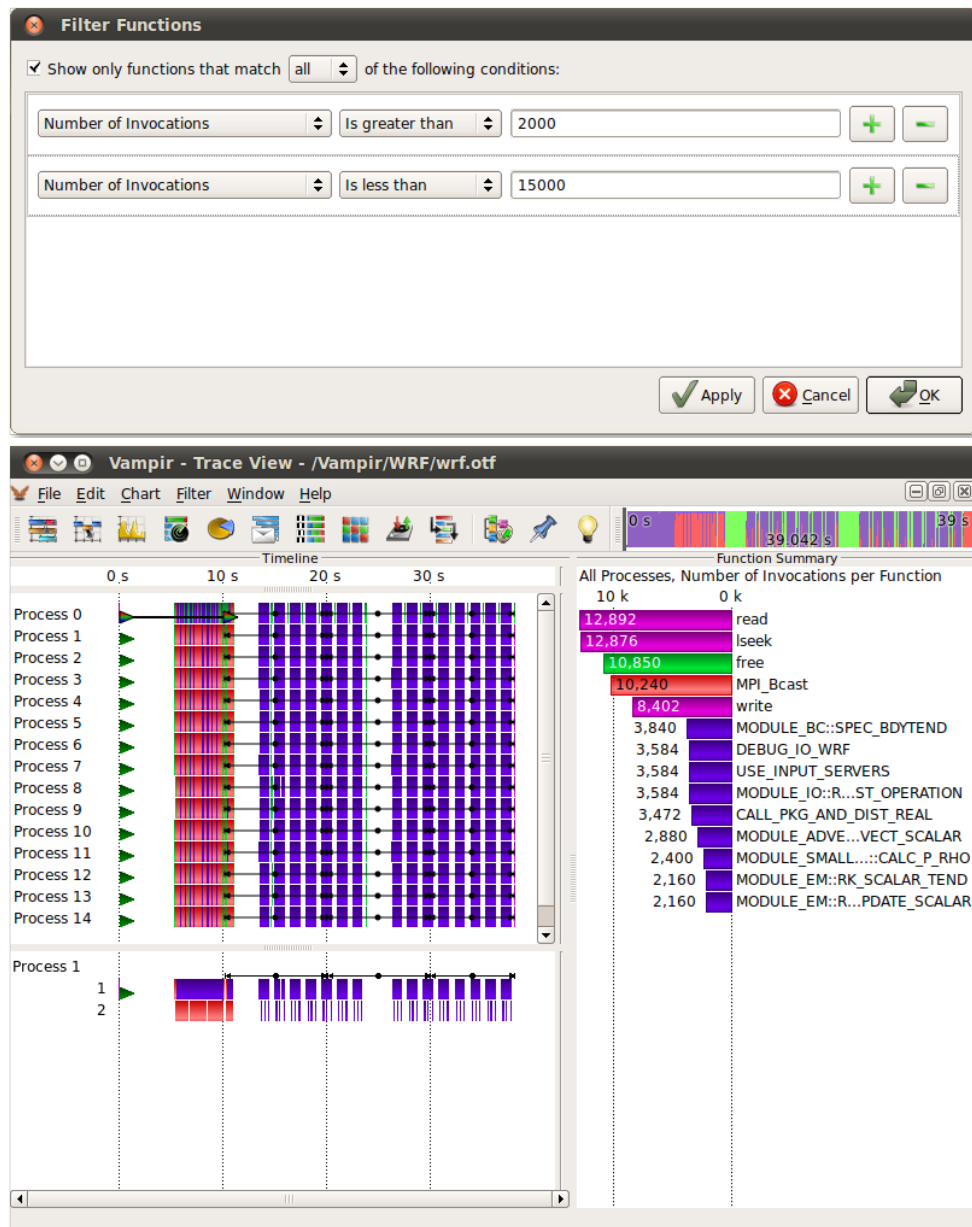 Filter Functions
Show only functions that match all of the following conditions:
Number of Invocations Is greater than 2000
Number of Invocations Is less than 15000
Apply Cancel OK
Vampir - Trace View - /Vampir/WRF/wrf.otf
File Edit Chart Filter Window Help
0 s 39 s
39.042 s
Timeline
0 s 10 s 20 s 30 s
Process 0
Process 1
Process 2
Process 3
Process 4
Process 5
Process 6
Process 7
Process 8
Process 9
Process 10
Process 11
Process 12
Process 13
Process 14
Process 1
1
2
Function Summary
All Processes, Number of Invocations per Function
10 k 0 k
12,892 read
12,876 lseek
10,850 free
10,240 MPI_Bcast
8,402 write
3,840 MODULE_BC::SPEC_BDYTEND
3,584 DEBUG_IO_WRF
3,584 USE_INPUT_SERVERS
3,584 MODULE_IO::R...ST_OPERATION
3,472 CALL_PKG_AND_DIST_REAL
2,880 MODULE_ADVE...VECT_SCALAR
2,400 MODULE_SMALL...::CALC_P_RHO
2,160 MODULE_EM::RK_SCALAR_TEND
2,160 MODULE_EM::R...PDATE_SCALAR